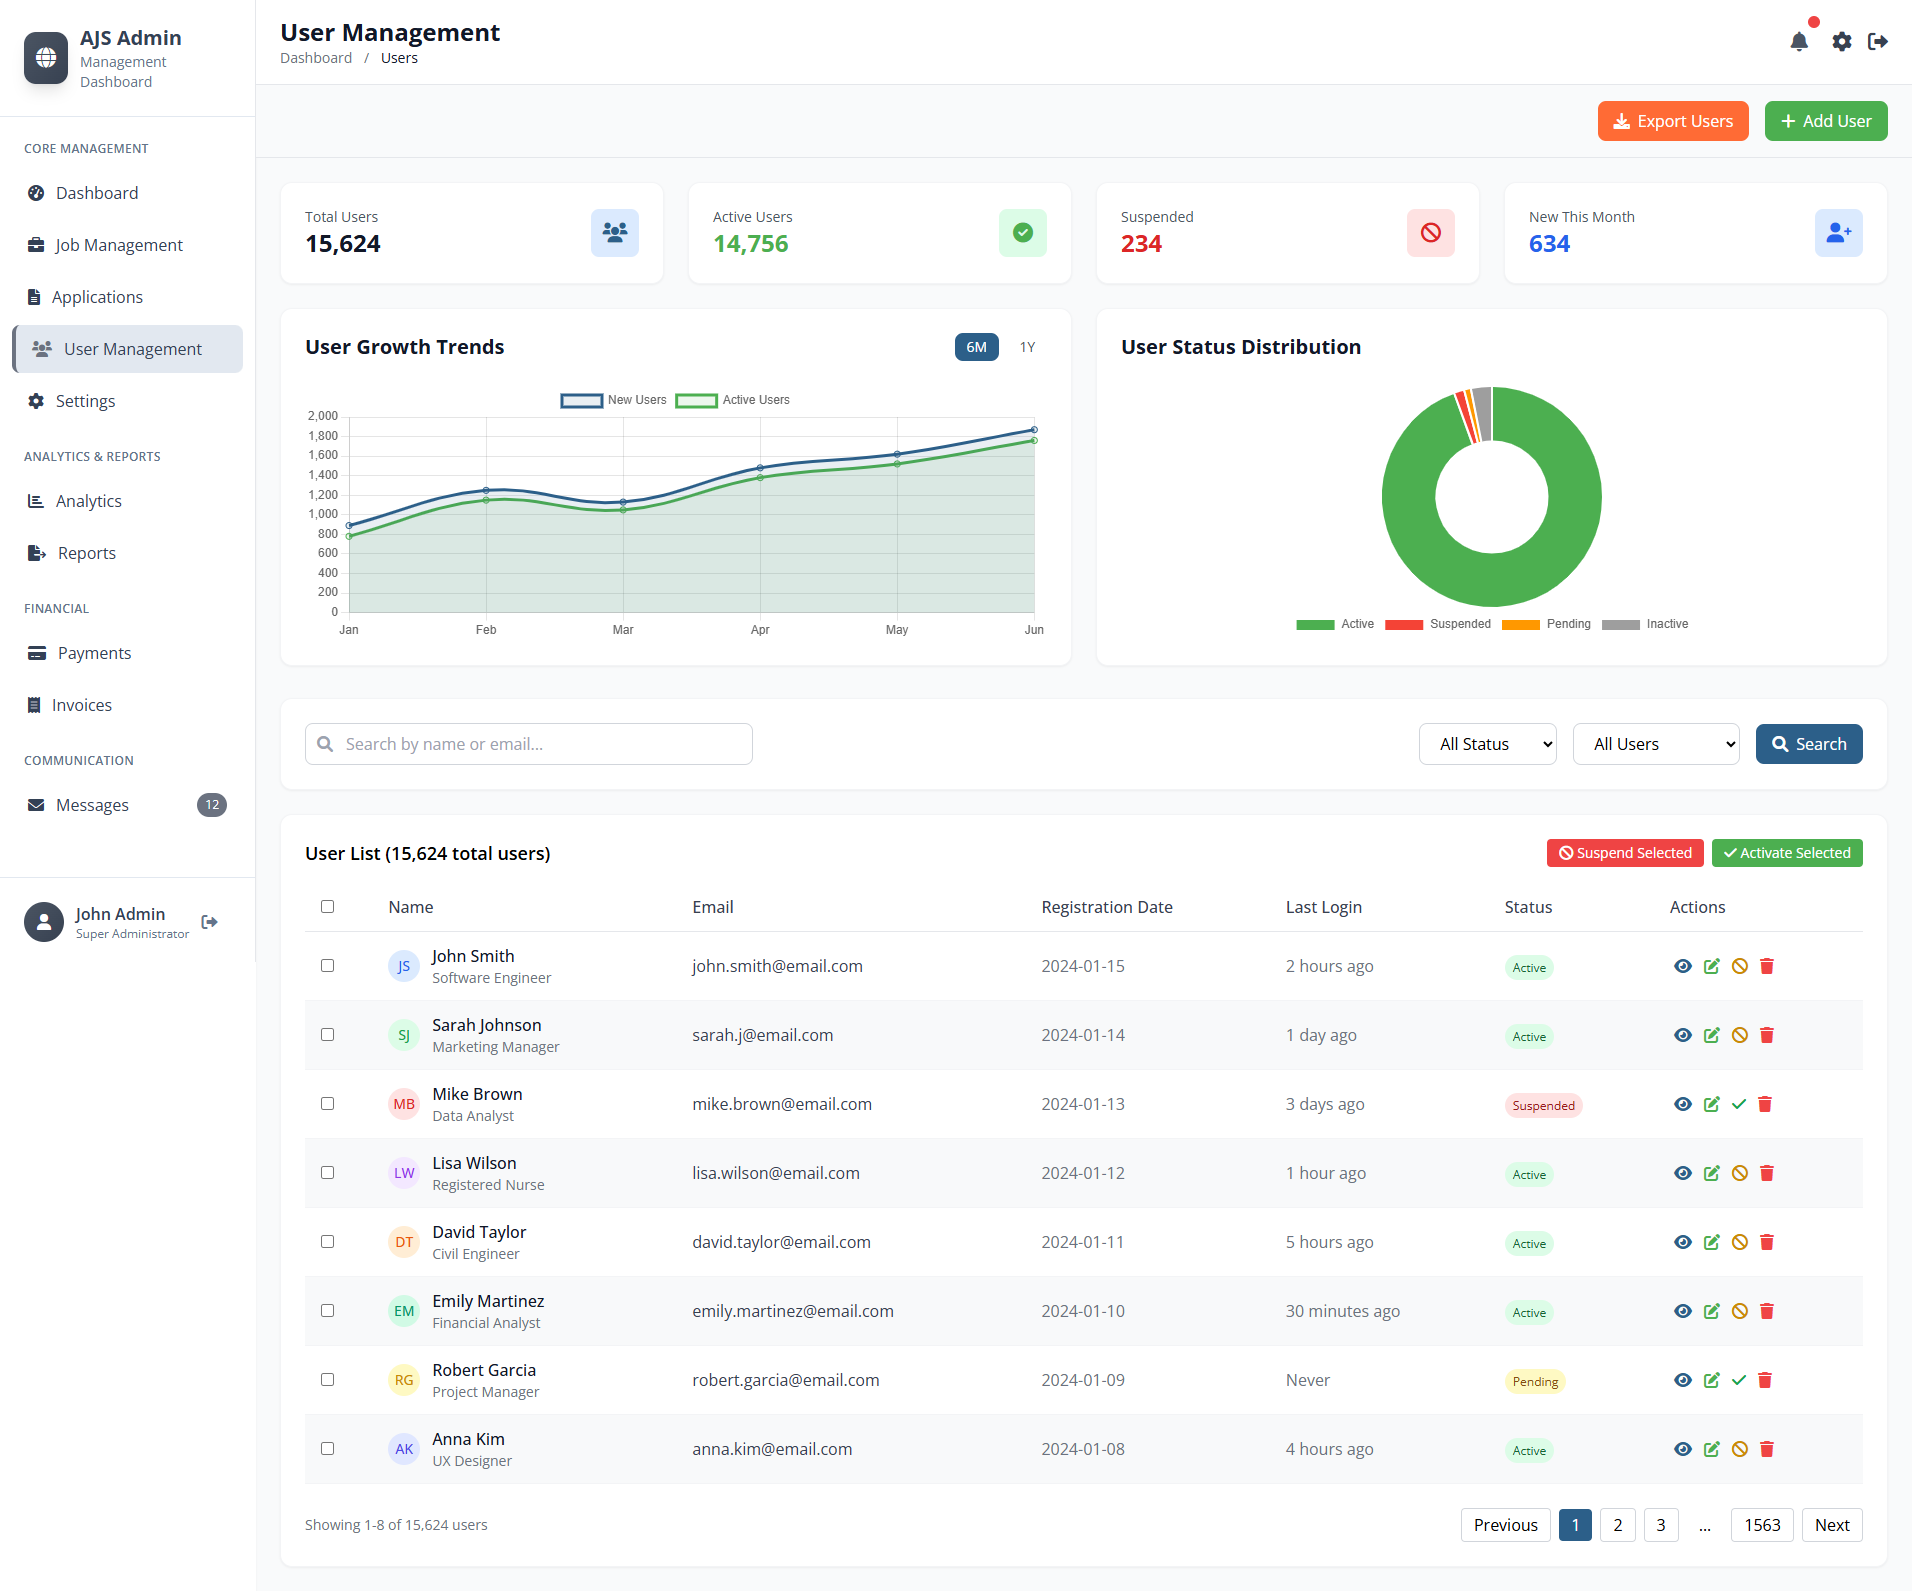 AJS Admin
Management
Dashboard
CORE MANAGEMENT
Dashboard
Job Management
Applications
User Management
Settings
ANALYTICS & REPORTS
Analytics
Reports
FINANCIAL
Payments
Invoices
COMMUNICATION
Messages 12
John Admin
Super Administrator
User Management
Dashboard / Users
Export Users Add User
Total Users
15,624
Active Users
14,756
Suspended
234
New This Month
634
User Growth Trends 6M 1Y
New Users Active Users
2,000
1,800
1,600
1,400
1,200
1,000
800
600
400
200
0
Jan Feb Mar Apr May Jun
User Status Distribution
Active Suspended Pending Inactive
Search by name or email... All Status All Users Search
User List (15,624 total users) Suspend Selected Activate Selected
Name Email Registration Date Last Login Status Actions
JS John Smith john.smith@email.com 2024-01-15 2 hours ago Active
Software Engineer
SJ Sarah Johnson sarah.j@email.com 2024-01-14 1 day ago Active
Marketing Manager
MB Mike Brown mike.brown@email.com 2024-01-13 3 days ago Suspended
Data Analyst
LW Lisa Wilson lisa.wilson@email.com 2024-01-12 1 hour ago Active
Registered Nurse
DT David Taylor david.taylor@email.com 2024-01-11 5 hours ago Active
Civil Engineer
EM Emily Martinez emily.martinez@email.com 2024-01-10 30 minutes ago Active
Financial Analyst
RG Robert Garcia robert.garcia@email.com 2024-01-09 Never Pending
Project Manager
AK Anna Kim anna.kim@email.com 2024-01-08 4 hours ago Active
UX Designer
Showing 1-8 of 15,624 users Previous 1 2 3 ... 1563 Next